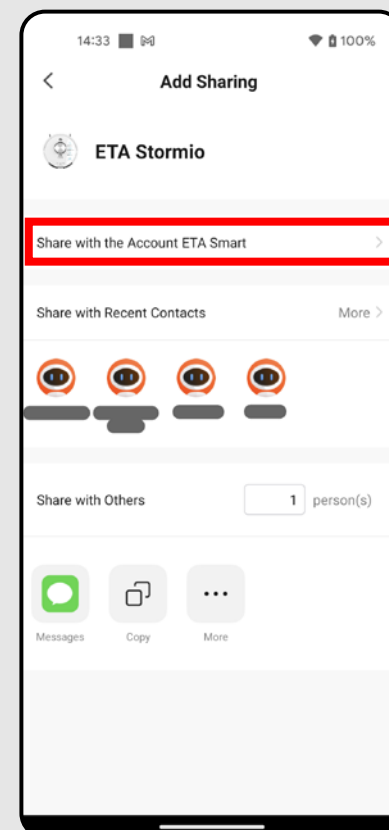 14:33
100%
Add Sharing
ETA Stormio
Share with the Account ETA Smart
Share with Recent Contacts
More
Share with Others
1 person(s)
Messages
Copy
More